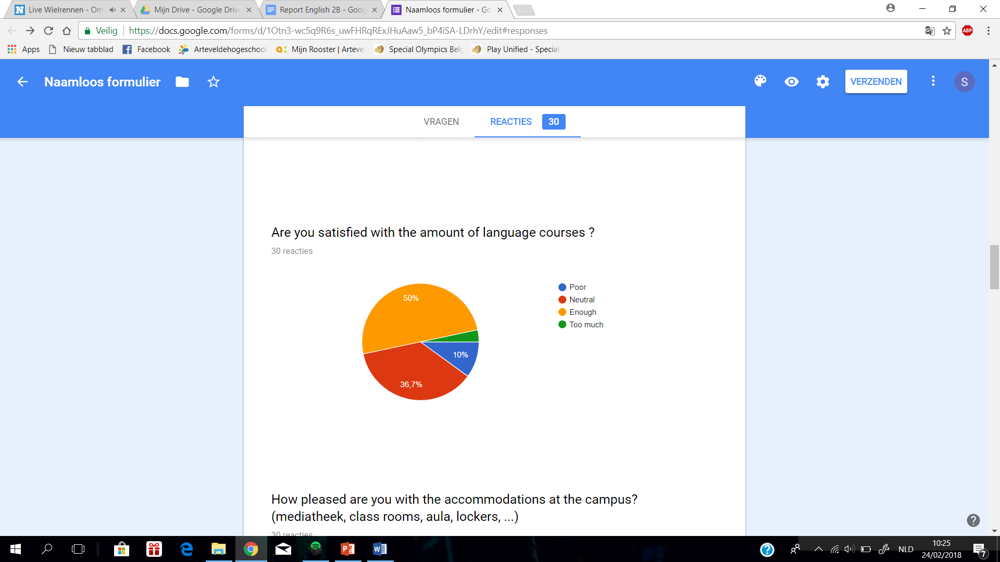 Live Wielrennen - Om
Mijn Drive - Google Drive
Report English 2B - Goog
Naamloos formulier - Go
Veilig
https://docs.google.com/forms/d/1Otn3-wc5q9R6s_uwFHRqRExJHuAaw5_bP4iSA-LDrhY/edit#responses
ABP
Apps
Nieuw tabblad
Facebook
Arteveldehogeschool
Mijn Rooster | Arteve
Special Olympics Belg
Play Unified - Special
Naamloos formulier
VERZENDEN
S
VRAGEN
REACTIES 30
Are you satisfied with the amount of language courses ?
30 reacties
50%
10%
36,7%
Poor
Neutral
Enough
Too much
How pleased are you with the accommodations at the campus?
(mediatheek, class rooms, aula, lockers, ...)
30 reacties
NLD
10:25
24/02/2018
7